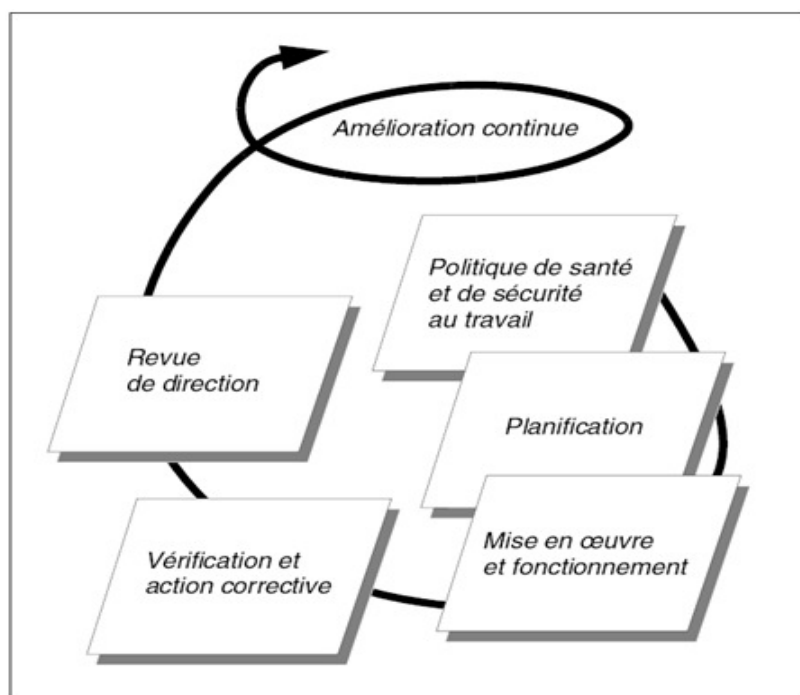 Amélioration continue
Politique de santé
et de sécurité
au travail
Planification
Mise en œuvre
et fonctionnement
Vérification et
action corrective
Revue
de direction